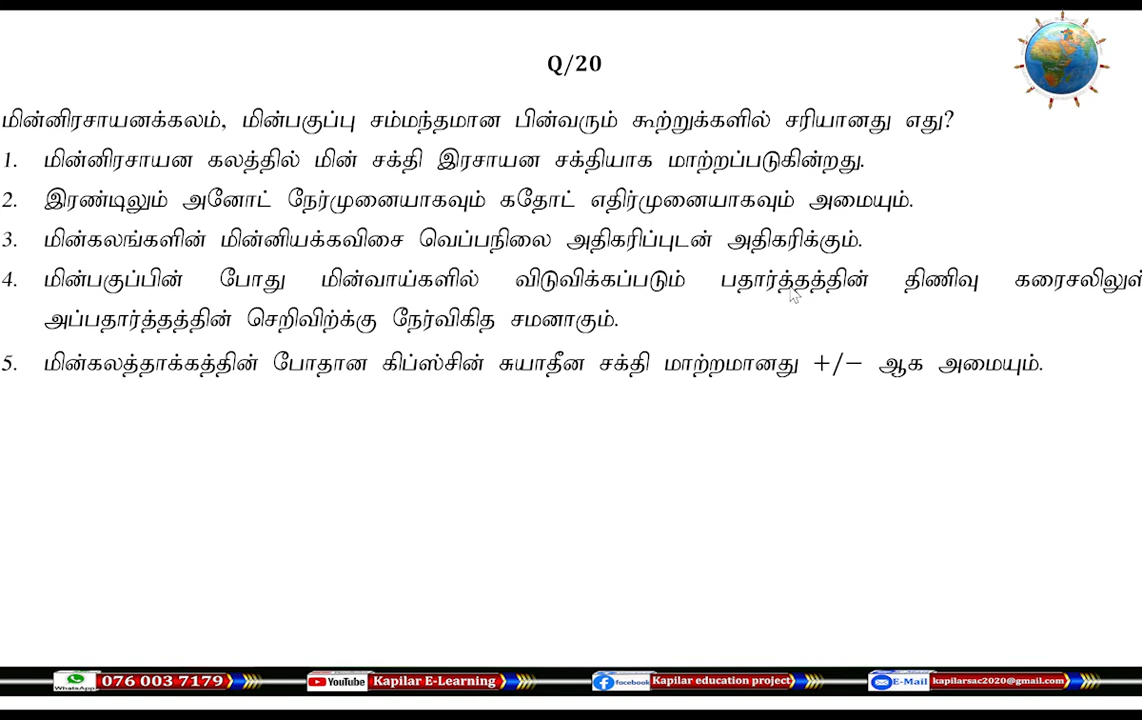 Q/20
மின்னிரசாயனக்கலம், மின்பகுப்பு சம்மந்தமான பின்வரும் கூற்றுக்களில் சரியானது எது?
1. மின்னிரசாயன கலத்தில் மின் சக்தி இரசாயன சக்தியாக மாற்றப்படுகின்றது.
2. இரண்டிலும் அனோட் நேர்முனையாகவும் கதோட் எதிர்முனையாகவும் அமையும்.
3. மின்கலங்களின் மின்னியக்கவிசை வெப்பநிலை அதிகரிப்புடன் அதிகரிக்கும்.
4. மின்பகுப்பின் போது மின்வாய்களில் விடுவிக்கப்படும் பதார்த்தத்தின் திணிவு கரைசலிலுள்
அப்பதார்த்தத்தின் செறிவிற்க்கு நேர்விகித சமனாகும்.
5. மின்கலத்தாக்கத்தின் போதான கிப்ஸ்சின் சுயாதீன சக்தி மாற்றமானது +/− ஆக அமையும்.
WhatsApp 076 003 7179 YouTube Kapilar E-Learning facebook Kapilar education project E-Mail kapilarsac2020@gmail.com